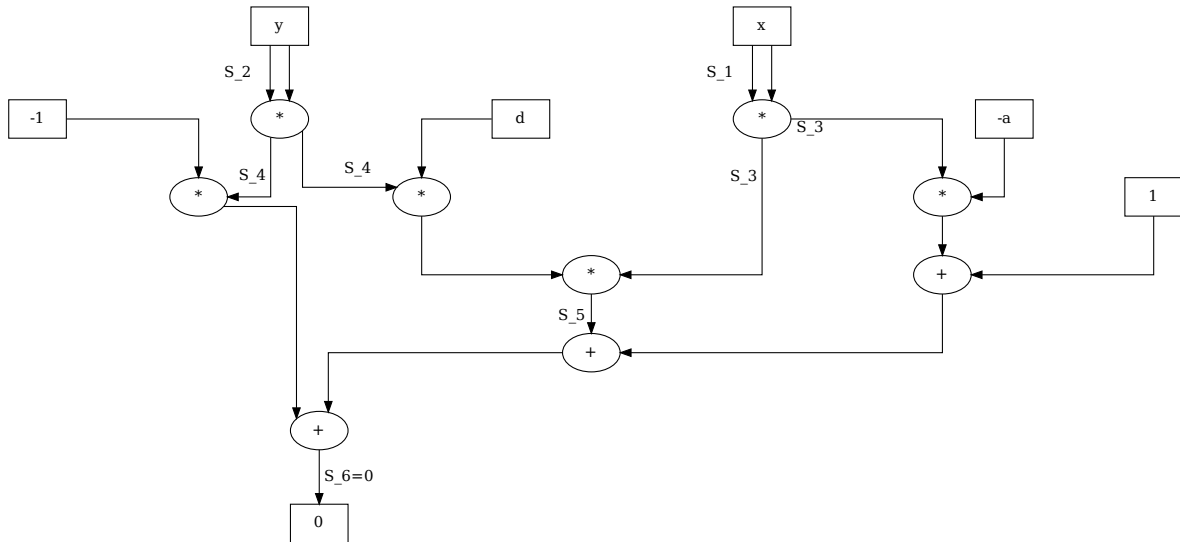 y
x
S_2
S_1
-1
*
d
*
S_3
-a
S_4
S_4
S_3
*
*
*
1
*
+
S_5
+
+
S_6=0
0